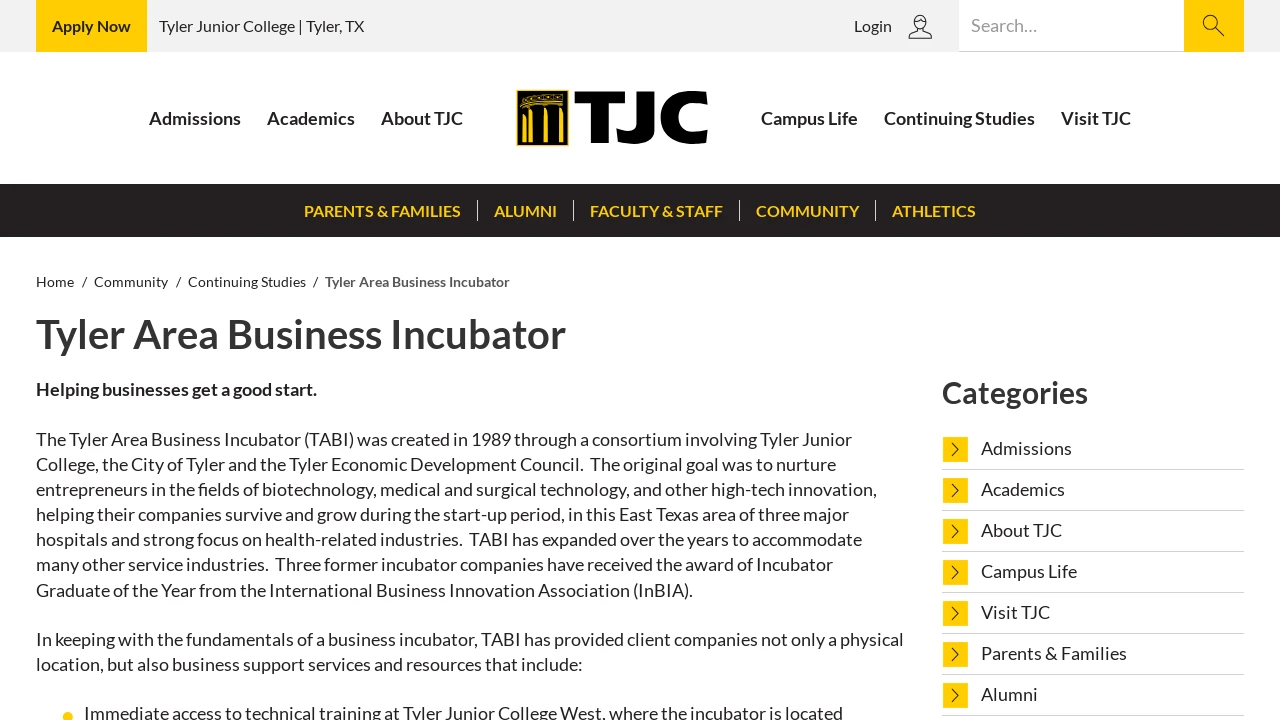 Apply Now
Tyler Junior College | Tyler, TX
Login
Search...
Admissions
Academics
About TJC
TJC
Campus Life
Continuing Studies
Visit TJC
PARENTS & FAMILIES
ALUMNI
FACULTY & STAFF
COMMUNITY
ATHLETICS
Home / Community / Continuing Studies / Tyler Area Business Incubator
Tyler Area Business Incubator
Helping businesses get a good start.
The Tyler Area Business Incubator (TABI) was created in 1989 through a consortium involving Tyler Junior
College, the City of Tyler and the Tyler Economic Development Council.  The original goal was to nurture
entrepreneurs in the fields of biotechnology, medical and surgical technology, and other high-tech innovation,
helping their companies survive and grow during the start-up period, in this East Texas area of three major
hospitals and strong focus on health-related industries.  TABI has expanded over the years to accommodate
many other service industries.  Three former incubator companies have received the award of Incubator
Graduate of the Year from the International Business Innovation Association (InBIA).
In keeping with the fundamentals of a business incubator, TABI has provided client companies not only a physical
location, but also business support services and resources that include:
Immediate access to technical training at Tyler Junior College West, where the incubator is located
Categories
Admissions
Academics
About TJC
Campus Life
Visit TJC
Parents & Families
Alumni